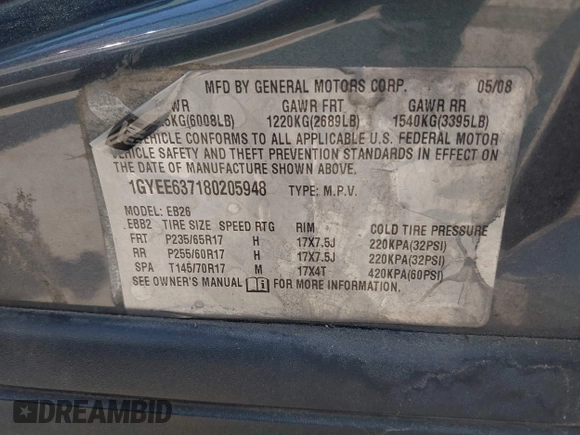 MFD BY GENERAL MOTORS CORP. 05/08
GAWR FRT GAWR RR
KG(6008LB) 1220KG(2689LB) 1540KG(3395LB)
VEHICLE CONFORMS TO ALL APPLICABLE U.S. FEDERAL MOTOR
VEHICLE SAFETY AND THEFT PREVENTION STANDARDS IN EFFECT ON
THE DATE OF MANUFACTURE SHOWN ABOVE.
1GYEE637180205948 TYPE: M.P.V.
MODEL: EB26
EBB2 TIRE SIZE SPEED RTG RIM COLD TIRE PRESSURE
FRT P235/65R17 H 17X7.5J 220KPA(32PSI)
RR P255/60R17 H 17X7.5J 220KPA(32PSI)
SPA T145/70R17 M 17X4T 420KPA(60PSI)
SEE OWNER'S MANUAL FOR MORE INFORMATION.
DREAMBID